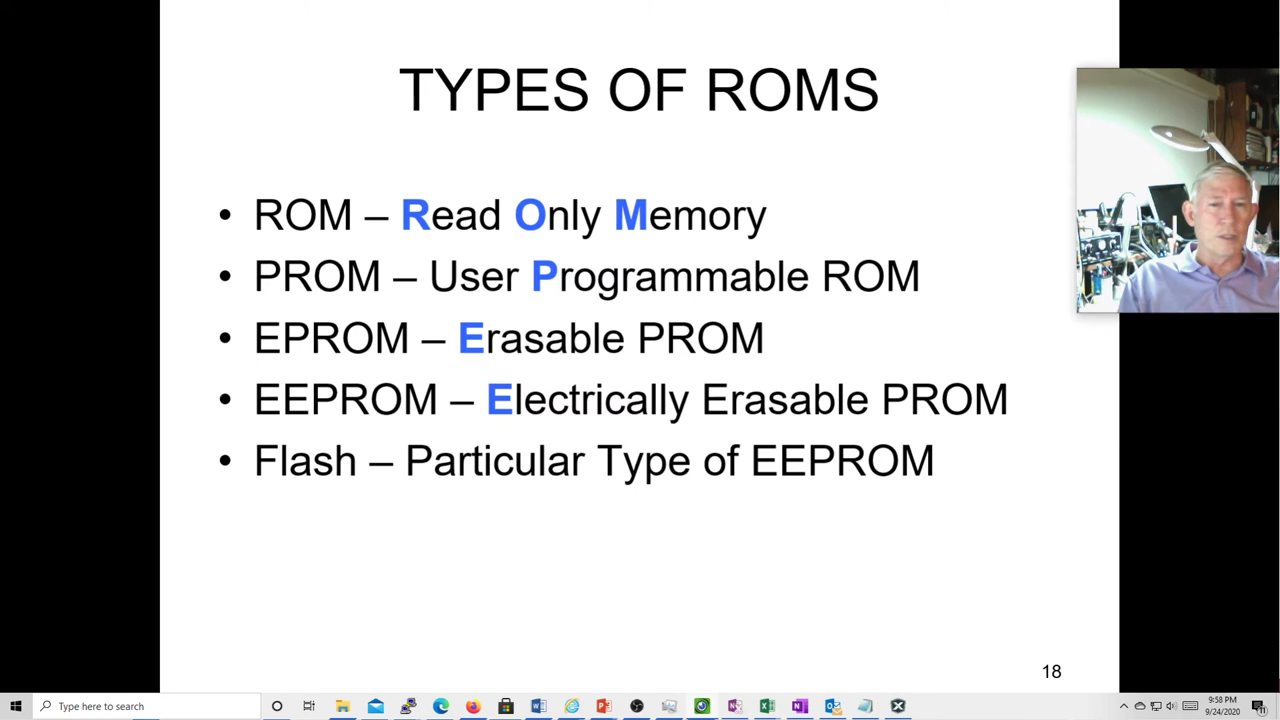 TYPES OF ROMS
• ROM – Read Only Memory
• PROM – User Programmable ROM
• EPROM – Erasable PROM
• EEPROM – Electrically Erasable PROM
• Flash – Particular Type of EEPROM
18
Type here to search
9:58 PM
9/24/2020